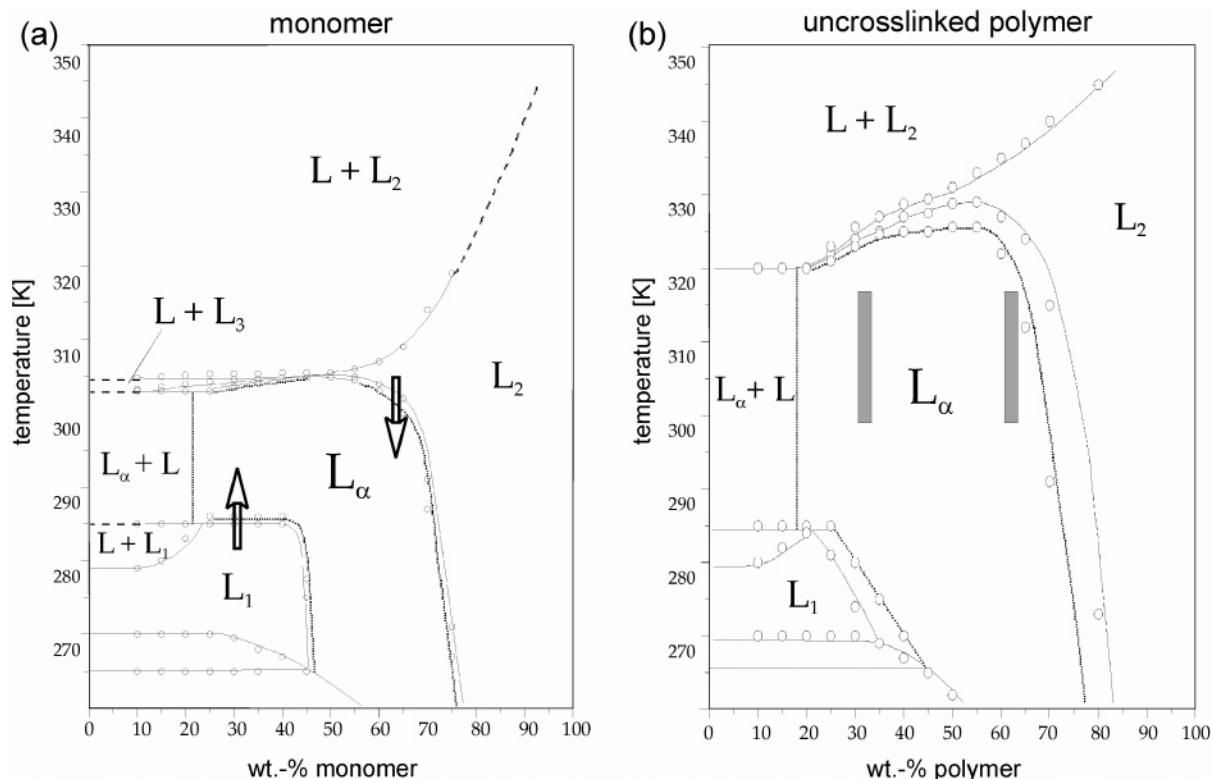 (a) monomer
350
340
330
320
310
300
290
280
270
temperature [K]
L + L₂
L + L₃
L₂
Lα + L
Lα
L + L₁
L₁
0 10 20 30 40 50 60 70 80 90 100
wt.-% monomer
(b) uncrosslinked polymer
350
340
330
320
310
300
290
280
270
temperature [K]
L + L₂
L₂
Lα + L
Lα
L₁
0 10 20 30 40 50 60 70 80 90 100
wt.-% polymer